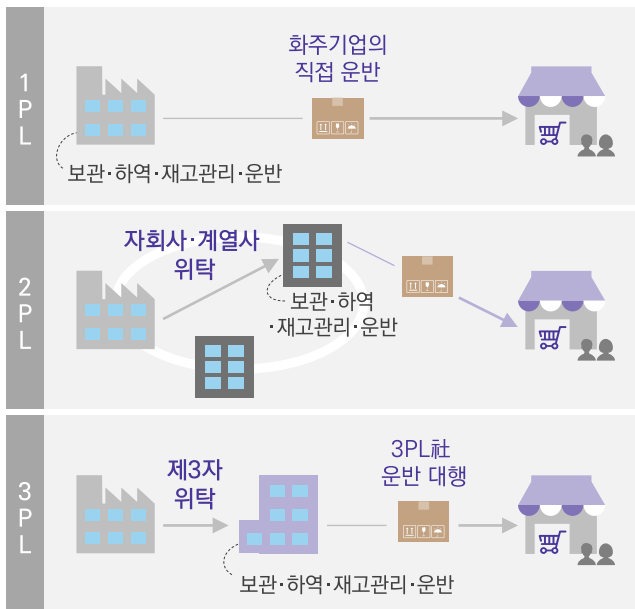 1PL
화주기업의
직접 운반
보관·하역·재고관리·운반
2PL
자회사·계열사
위탁
보관·하역
·재고관리·운반
3PL
제3자
위탁
3PL社
운반 대행
보관·하역·재고관리·운반